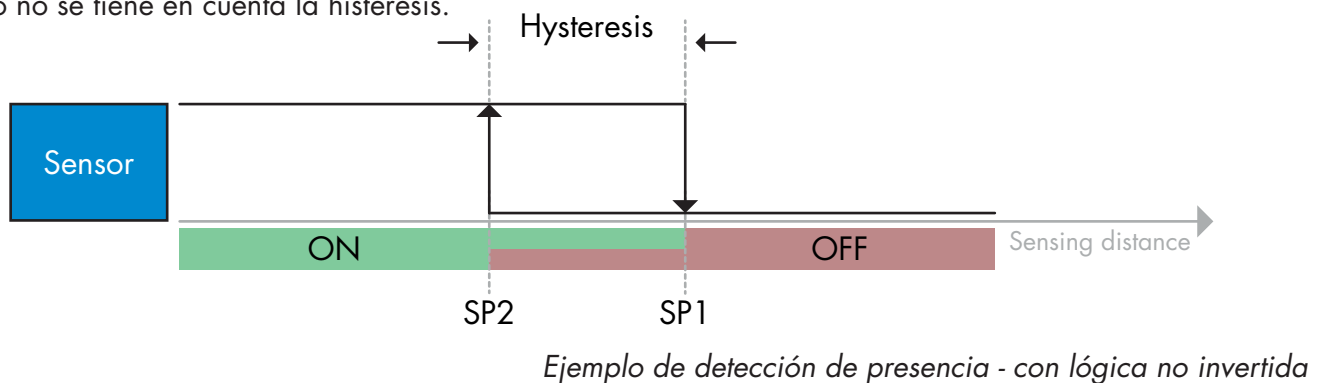 no se tiene en cuenta la histéresis.
Hysteresis
Sensor
ON
OFF
Sensing distance
SP2
SP1
Ejemplo de detección de presencia - con lógica no invertida